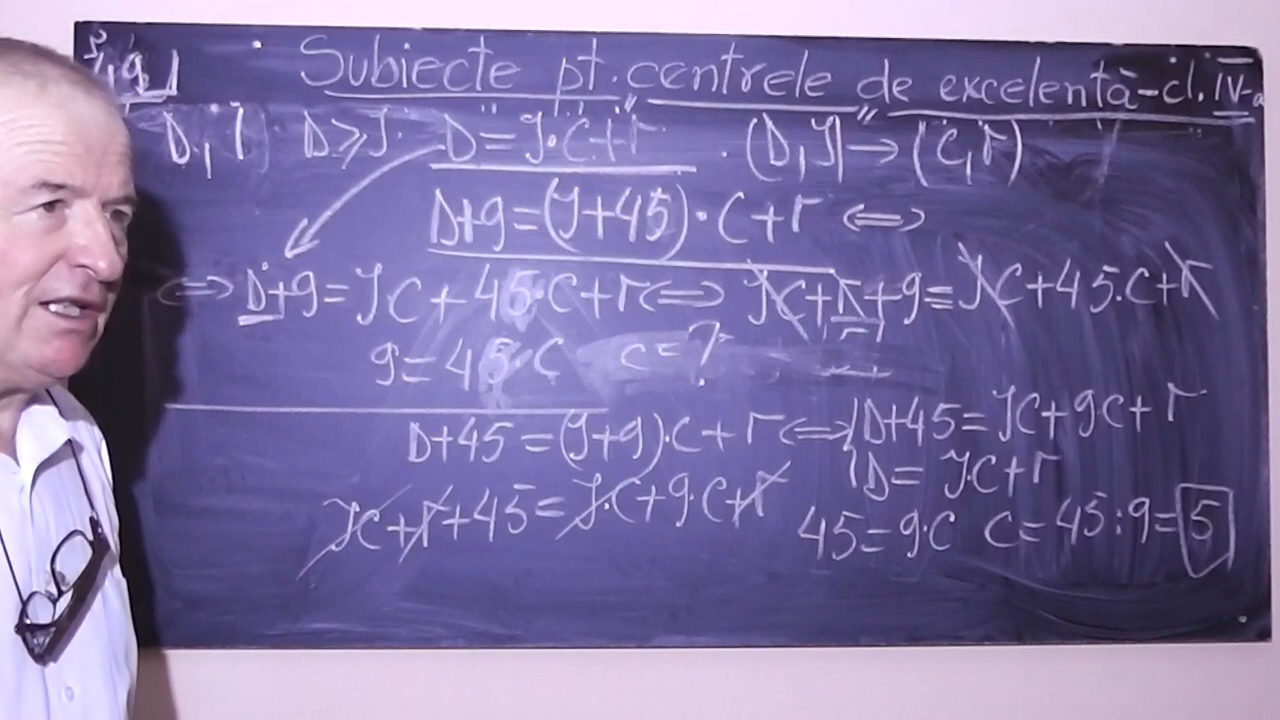 Subiecte pt. centrele de excelență-cl. IV-a
D, Î D ≥ Î D = Î·C+r . (D,Î) → (C,r)
D+9=(Î+45)·C+r ⇔
⇔ D+9=ÎC+45·C+r ⇔ ÎC+r+9=ÎC+45·C+r
9=45·C C=?
D+45=(Î+9)·C+r ⇔ D+45=ÎC+9C+r
D= Î·C+r
ÎC+r+45=Î·C+9·C+r
45=9·C C=45:9=5